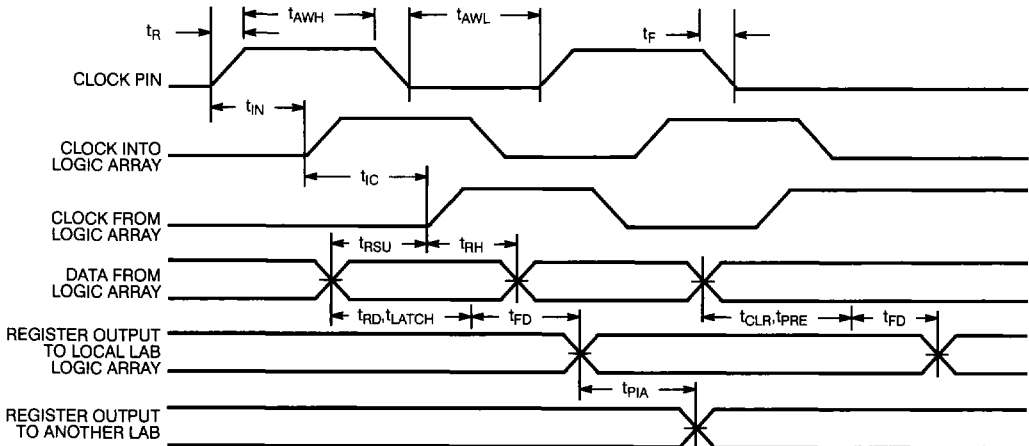 tAWH
tAWL
tR
tF
CLOCK PIN
tIN
CLOCK INTO
LOGIC ARRAY
tIC
CLOCK FROM
LOGIC ARRAY
tRSU
tRH
DATA FROM
LOGIC ARRAY
tRD,tLATCH
tFD
tCLR,tPRE
tFD
REGISTER OUTPUT
TO LOCAL LAB
LOGIC ARRAY
tPIA
REGISTER OUTPUT
TO ANOTHER LAB